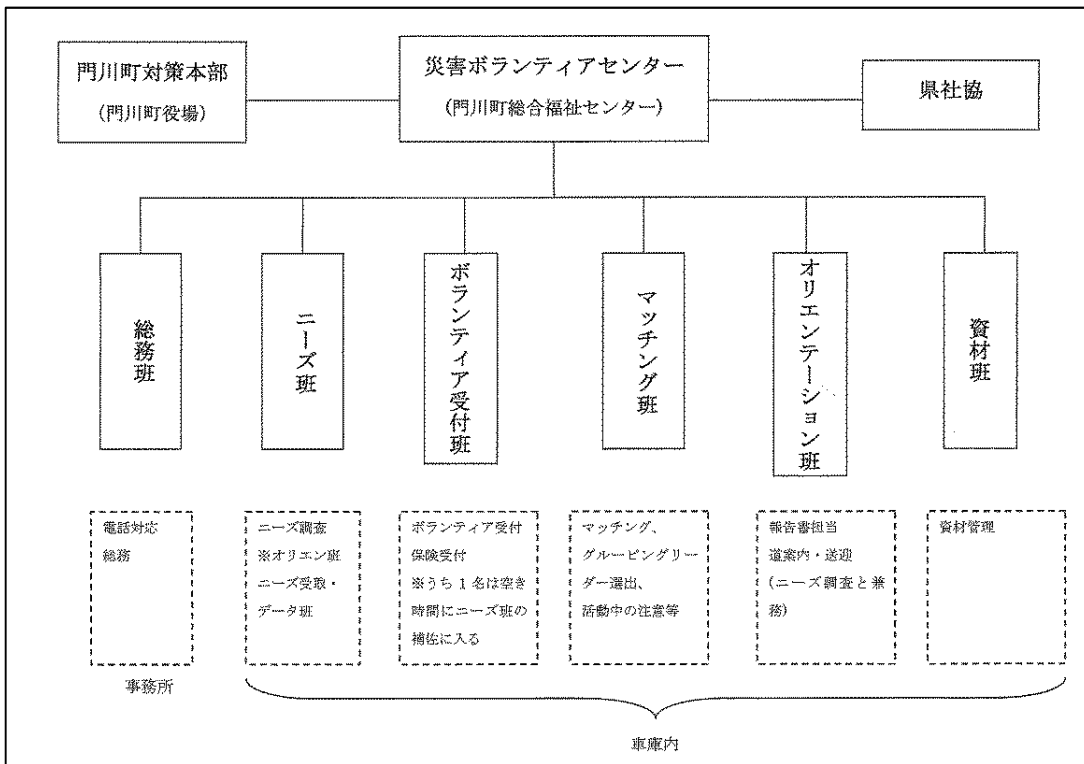 門川町対策本部
(門川町役場)
災害ボランティアセンター
(門川町総合福祉センター)
県社協
総務班
ニーズ班
ボランティア受付班
マッチング班
オリエンテーション班
資材班
電話対応
総務
ニーズ調査
※オリエン班
ニーズ受取・
データ班
ボランティア受付
保険受付
※うち 1 名は空き
時間にニーズ班の
補佐に入る
マッチング、
グルーピングリー
ダー選出、
活動中の注意等
報告書担当
道案内・送迎
(ニーズ調査と兼
務)
資材管理
事務所
車庫内